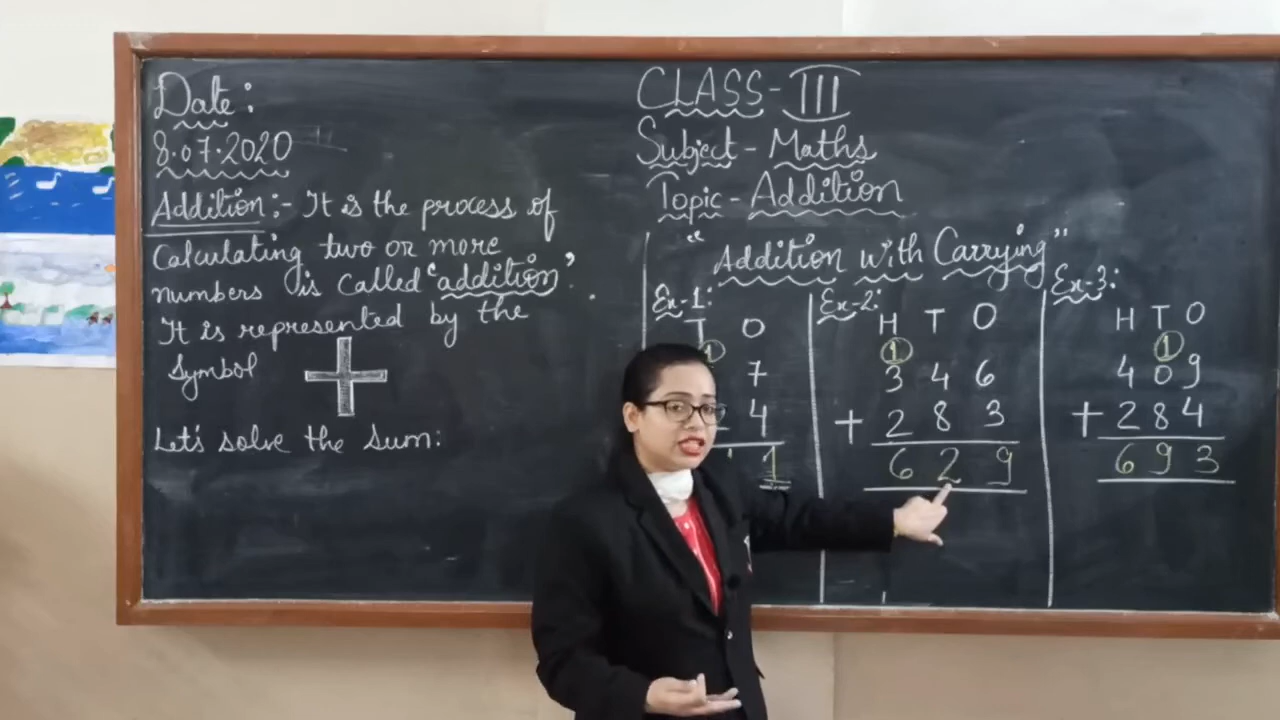 Date:
8.07.2020
Addition:- It is the process of
Calculating two or more
numbers is called "addition".
It is represented by the
Symbol +
Let's solve the Sum:
CLASS-III
Subject - Maths
Topic - Addition
"Addition with Carrying"
Ex-1:
T O
1
7
4
1
Ex-2:
H T O
1
3 4 6
+ 2 8 3
6 2 9
Ex-3:
H T O
1
4 0 9
+ 2 8 4
6 9 3